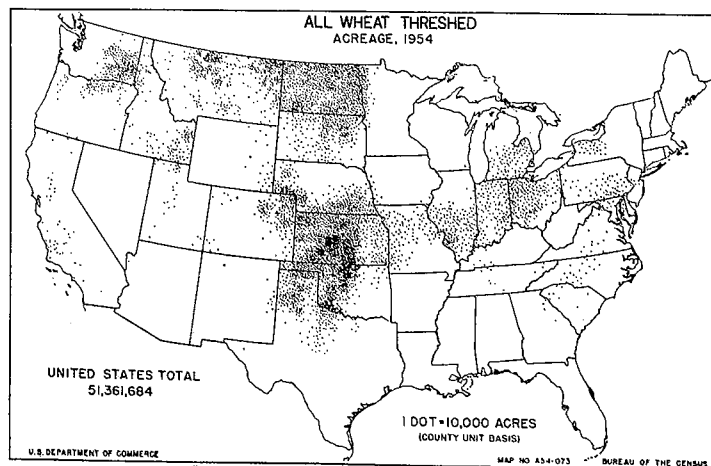 ALL WHEAT THRESHED
ACREAGE, 1954
UNITED STATES TOTAL
51,361,684
1 DOT=10,000 ACRES
(COUNTY UNIT BASIS)
U.S. DEPARTMENT OF COMMERCE
MAP NO A54-073
BUREAU OF THE CENSUS